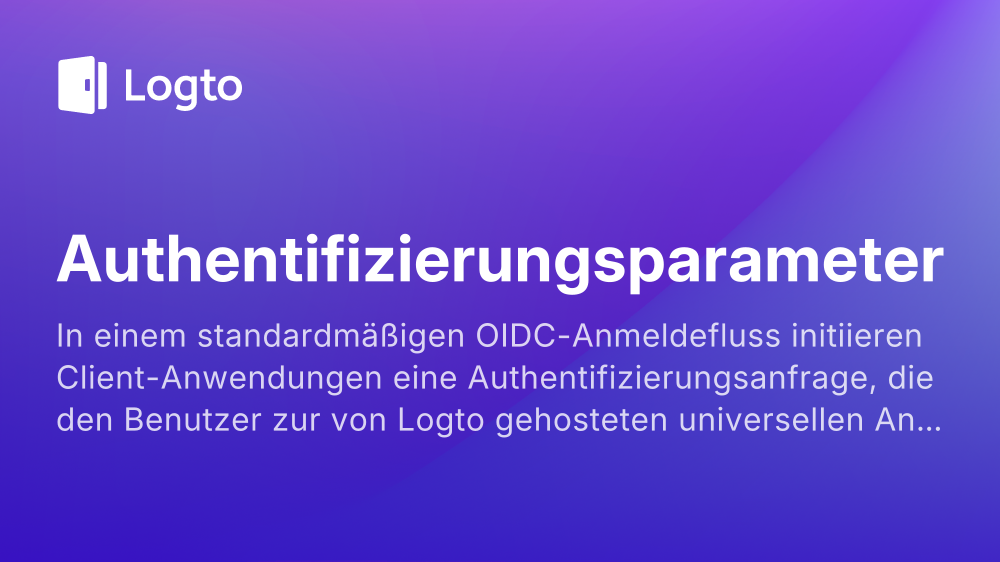 Logto
Authentifizierungsparameter
In einem standardmäßigen OIDC-Anmeldefluss initiieren
Client-Anwendungen eine Authentifizierungsanfrage, die
den Benutzer zur von Logto gehosteten universellen An...